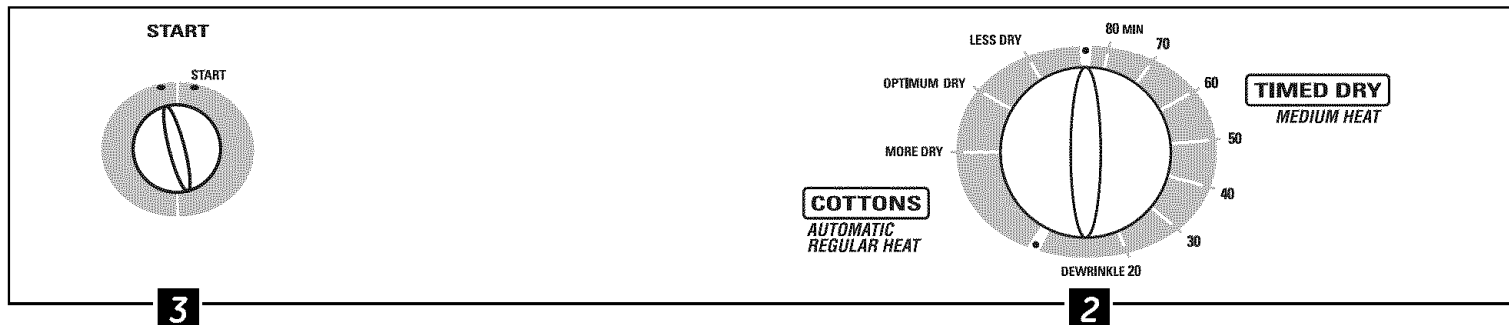 START
START
3
LESS DRY
OPTIMUM DRY
MORE DRY
COTTONS
AUTOMATIC
REGULAR HEAT
80 MIN
70
60
TIMED DRY
MEDIUM HEAT
50
40
30
DEWRINKLE 20
2